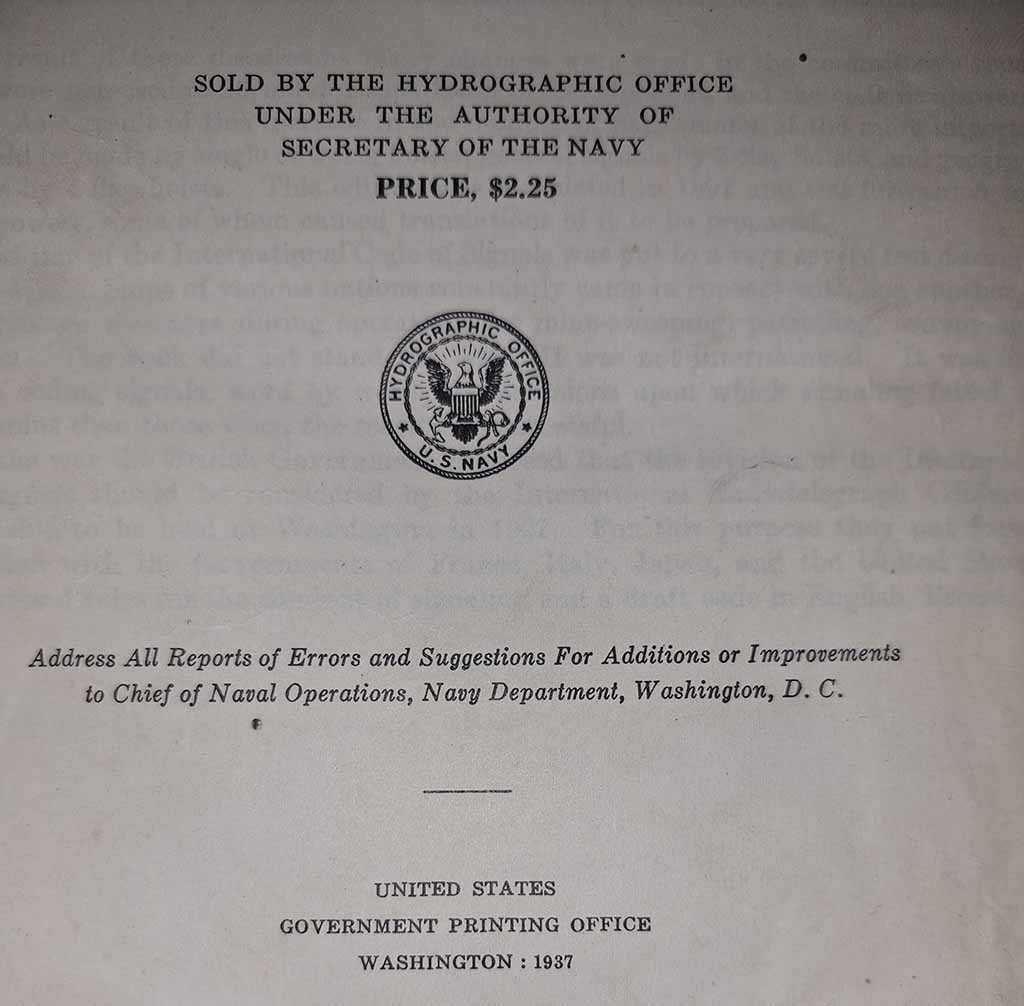 SOLD BY THE HYDROGRAPHIC OFFICE
UNDER THE AUTHORITY OF
SECRETARY OF THE NAVY
PRICE, $2.25
HYDROGRAPHIC OFFICE
U. S. NAVY
Address All Reports of Errors and Suggestions For Additions or Improvements
to Chief of Naval Operations, Navy Department, Washington, D. C.
UNITED STATES
GOVERNMENT PRINTING OFFICE
WASHINGTON : 1937